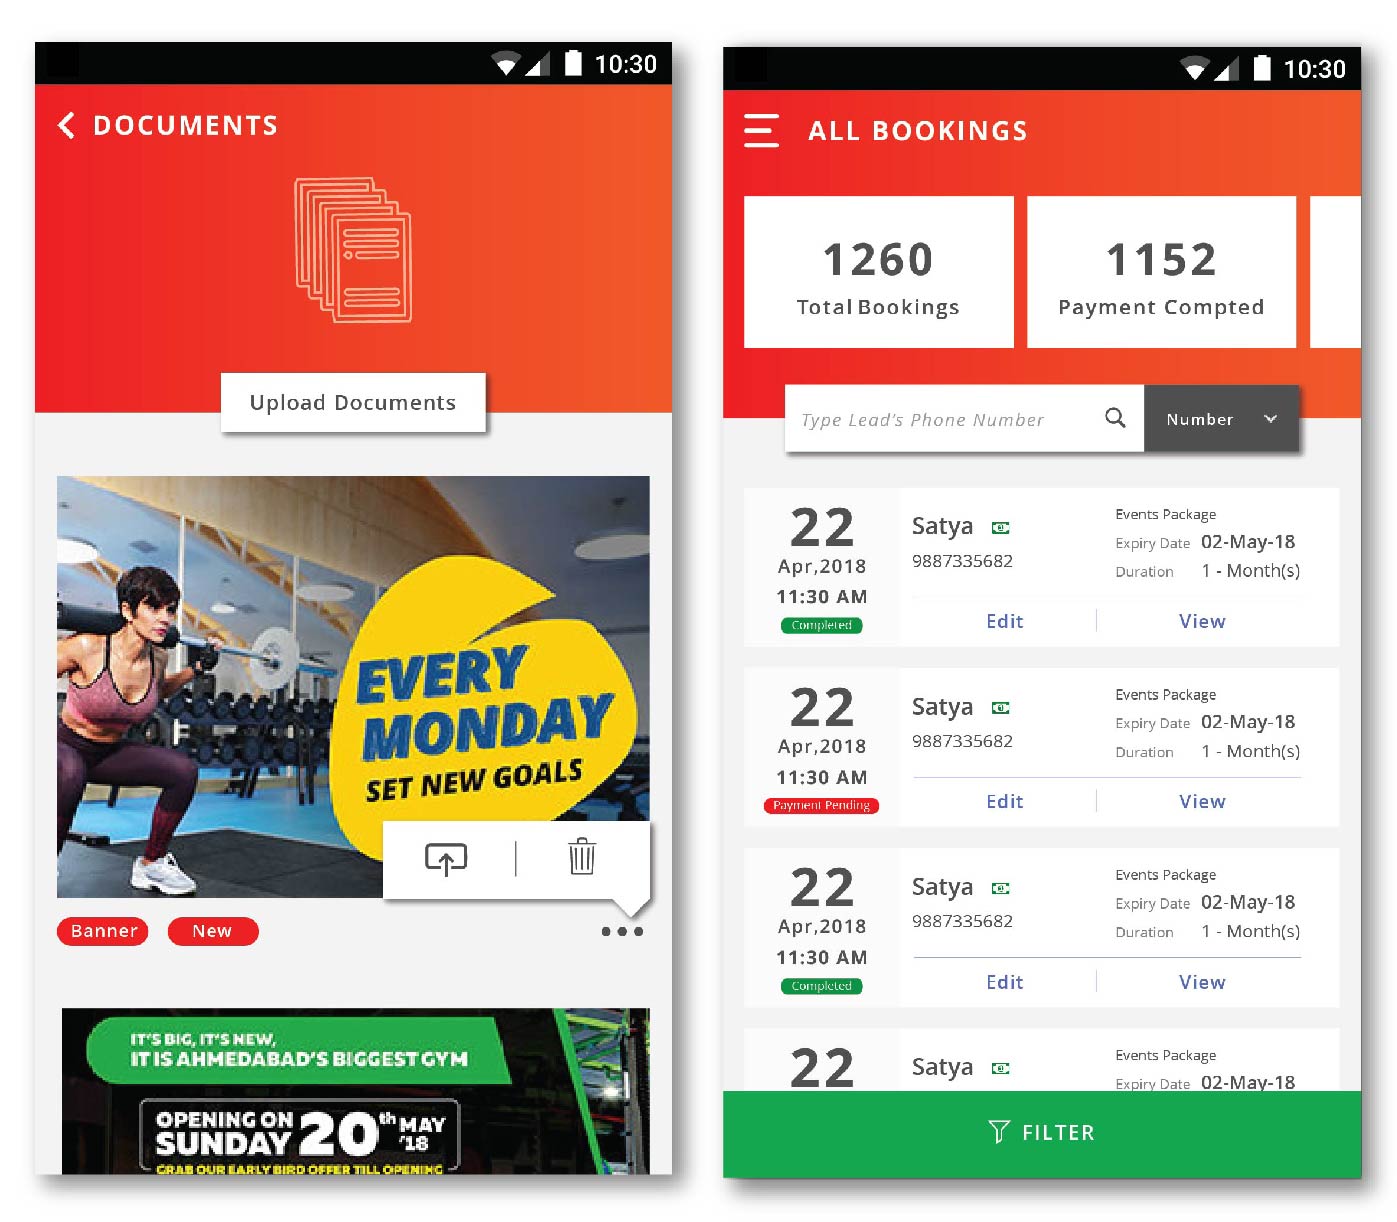 10:30
DOCUMENTS
Upload Documents
EVERY
MONDAY
SET NEW GOALS
Banner New
IT'S BIG, IT'S NEW,
IT IS AHMEDABAD'S BIGGEST GYM
OPENING ON
SUNDAY 20th MAY '18
GRAB OUR EARLY BIRD OFFER TILL OPENING
10:30
ALL BOOKINGS
1260
Total Bookings
1152
Payment Compted
Type Lead's Phone Number
Number
22
Apr,2018
11:30 AM
Completed
Satya
9887335682
Events Package
Expiry Date 02-May-18
Duration 1 - Month(s)
Edit View
22
Apr,2018
11:30 AM
Payment Pending
Satya
9887335682
Events Package
Expiry Date 02-May-18
Duration 1 - Month(s)
Edit View
22
Apr,2018
11:30 AM
Completed
Satya
9887335682
Events Package
Expiry Date 02-May-18
Duration 1 - Month(s)
Edit View
22
Satya
Events Package
Expiry Date 02-May-18
FILTER